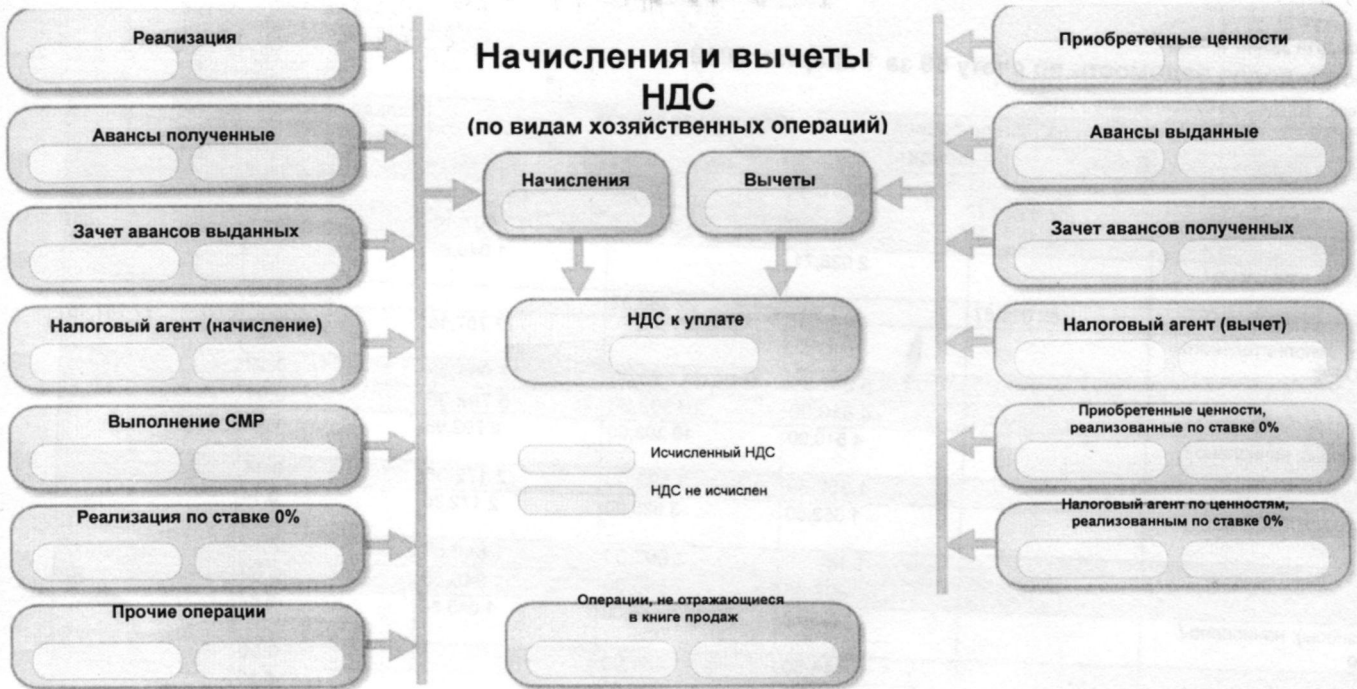 Начисления и вычеты
НДС
(по видам хозяйственных операций)
Реализация
Авансы полученные
Зачет авансов выданных
Налоговый агент (начисление)
Выполнение СМР
Реализация по ставке 0%
Прочие операции
Начисления
Вычеты
НДС к уплате
Исчисленный НДС
НДС не исчислен
Операции, не отражающиеся
в книге продаж
Приобретенные ценности
Авансы выданные
Зачет авансов полученных
Налоговый агент (вычет)
Приобретенные ценности,
реализованные по ставке 0%
Налоговый агент по ценностям,
реализованным по ставке 0%